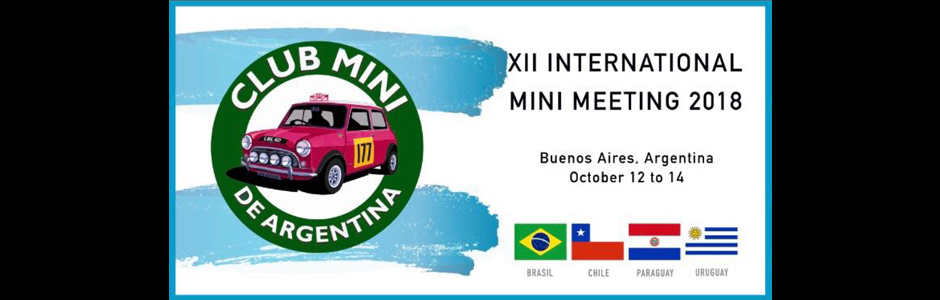 CLUB MINI
DE ARGENTINA
177
XII INTERNATIONAL
MINI MEETING 2018
Buenos Aires, Argentina
October 12 to 14
BRASIL
CHILE
PARAGUAY
URUGUAY